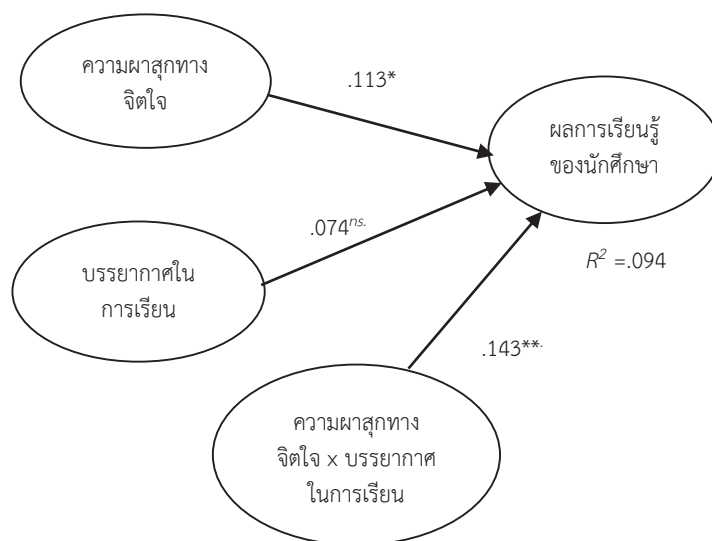 ความผาสุกทาง
จิตใจ
.113*
ผลการเรียนรู้
ของนักศึกษา
.074ns.
บรรยากาศใน
การเรียน
R2 =.094
.143**.
ความผาสุกทาง
จิตใจ x บรรยากาศ
ในการเรียน